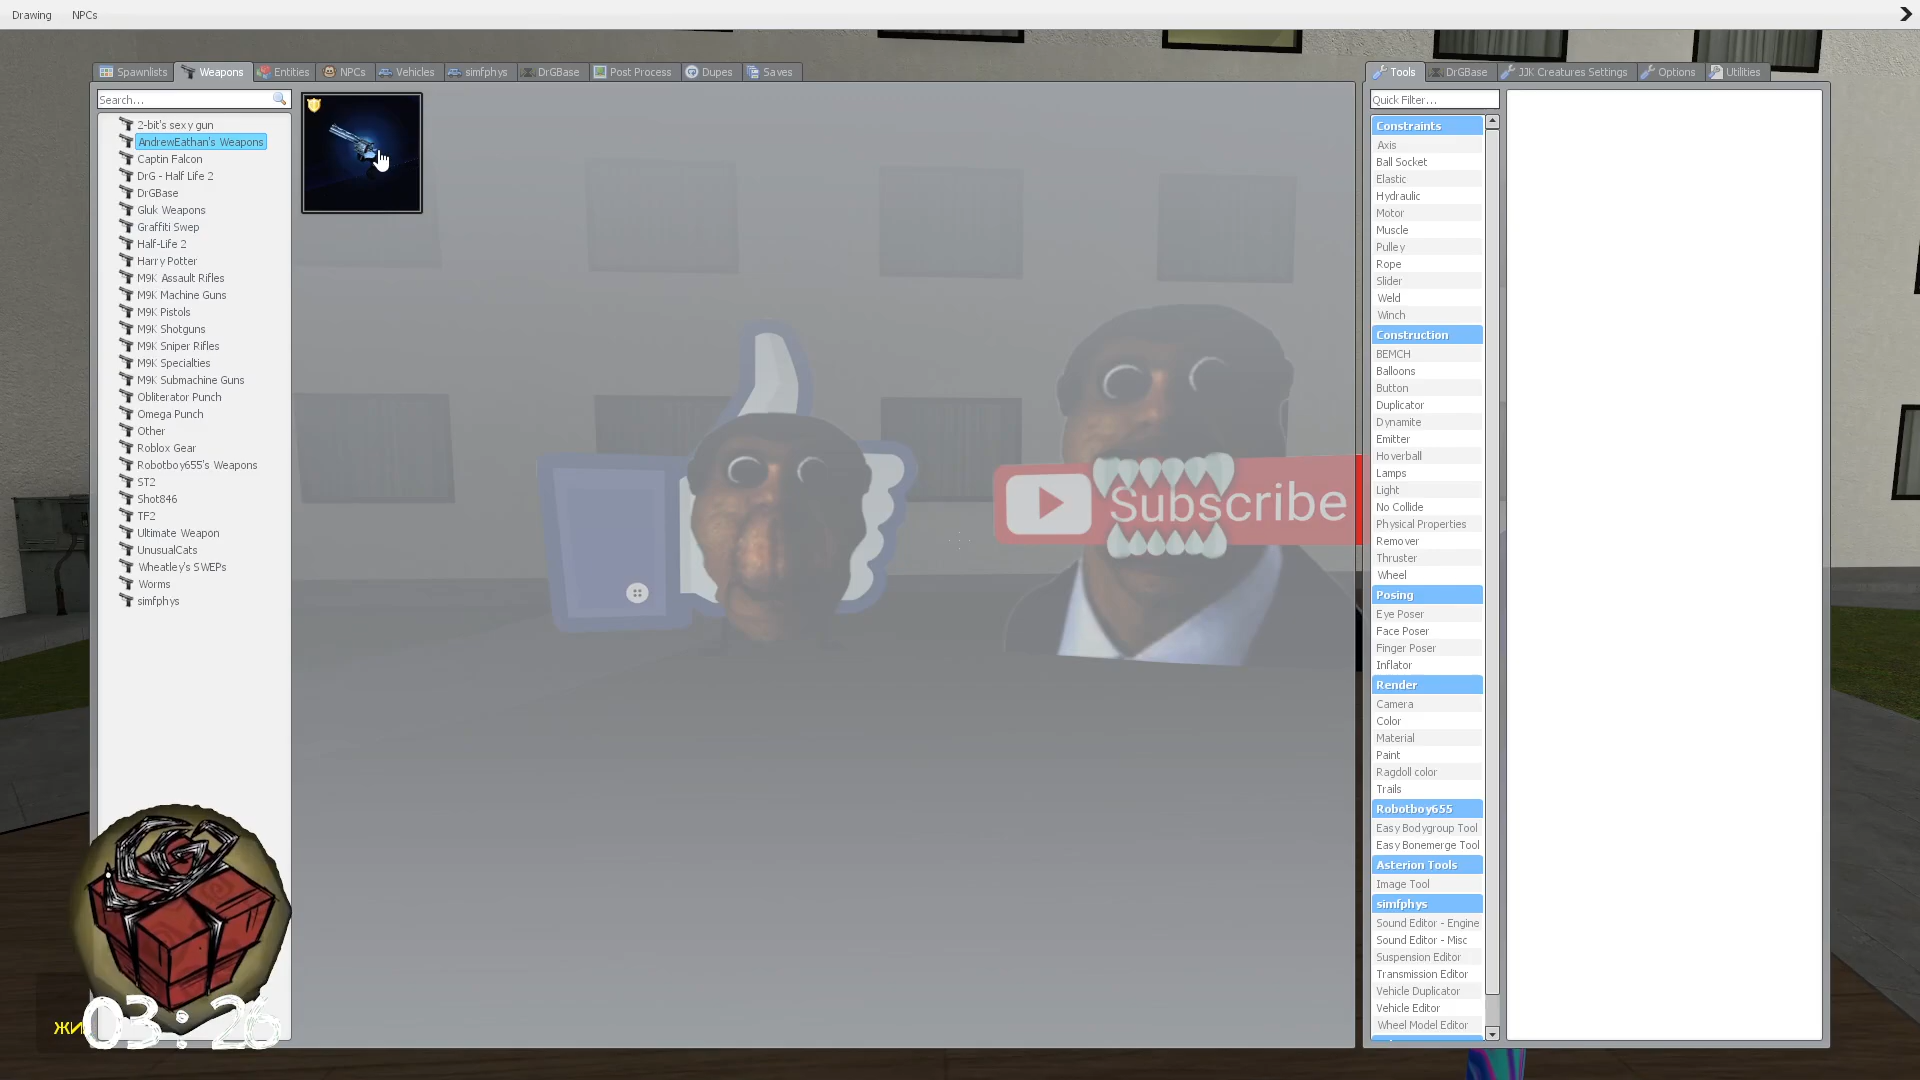 Drawing NPCs
Spawnlists Weapons Entities NPCs Vehicles simfphys DrGBase Post Process Dupes Saves
Search...
2-bit's sexy gun
AndrewEathan's Weapons
Captin Falcon
DrG - Half Life 2
DrGBase
Gluk Weapons
Graffiti Swep
Half-Life 2
Harry Potter
M9K Assault Rifles
M9K Machine Guns
M9K Pistols
M9K Shotguns
M9K Sniper Rifles
M9K Specialties
M9K Submachine Guns
Obliterator Punch
Omega Punch
Other
Roblox Gear
Robotboy655's Weapons
ST2
Shot846
TF2
Ultimate Weapon
UnusualCats
Wheatley's SWEPs
Worms
simfphys
Subscribe
03:26
Tools DrGBase JJK Creatures Settings Options Utilities
Quick Filter...
Constraints
Axis
Ball Socket
Elastic
Hydraulic
Motor
Muscle
Pulley
Rope
Slider
Weld
Winch
Construction
BEMCH
Balloons
Button
Duplicator
Dynamite
Emitter
Hoverball
Lamps
Light
No Collide
Physical Properties
Remover
Thruster
Wheel
Posing
Eye Poser
Face Poser
Finger Poser
Inflator
Render
Camera
Color
Material
Paint
Ragdoll color
Trails
Robotboy655
Easy Bodygroup Tool
Easy Bonemerge Tool
Asterion Tools
Image Tool
simfphys
Sound Editor - Engine
Sound Editor - Misc
Suspension Editor
Transmission Editor
Vehicle Duplicator
Vehicle Editor
Wheel Model Editor